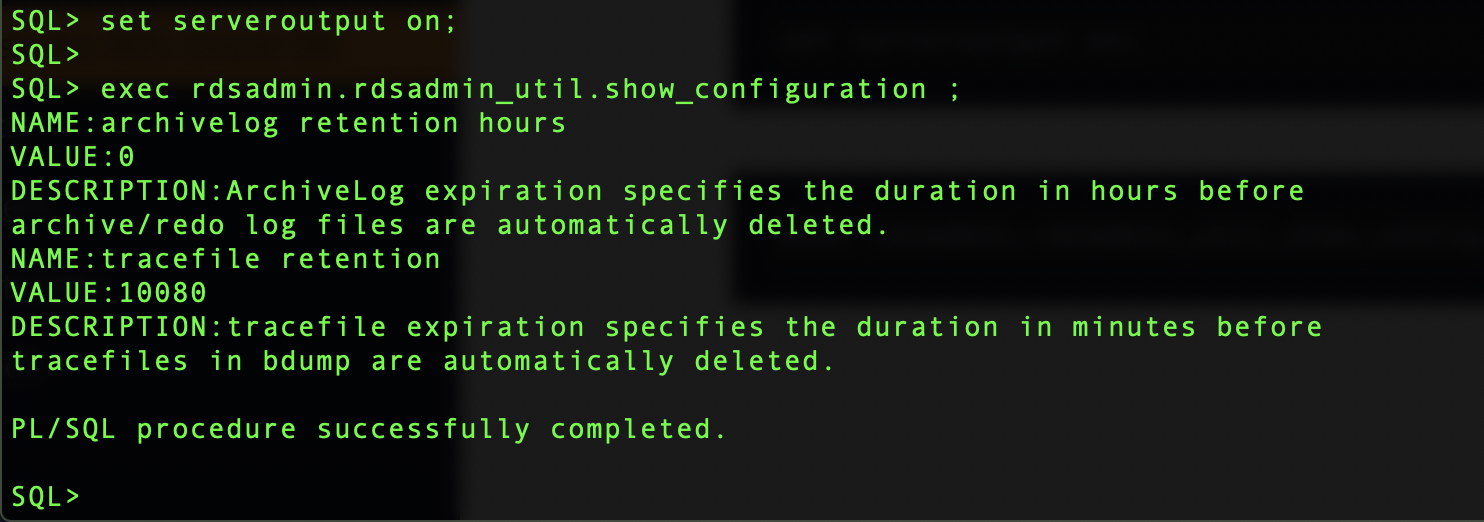 SQL> set serveroutput on;
SQL>
SQL> exec rdsadmin.rdsadmin_util.show_configuration ;
NAME:archivelog retention hours
VALUE:0
DESCRIPTION:ArchiveLog expiration specifies the duration in hours before
archive/redo log files are automatically deleted.
NAME:tracefile retention
VALUE:10080
DESCRIPTION:tracefile expiration specifies the duration in minutes before
tracefiles in bdump are automatically deleted.
PL/SQL procedure successfully completed.
SQL>